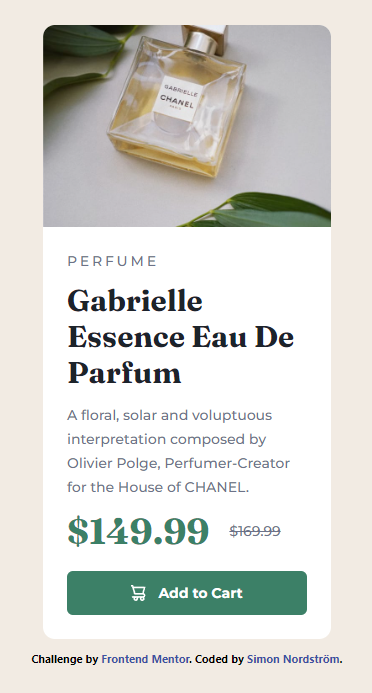 GABRIELLE
CHANEL
PARIS
PERFUME
Gabrielle
Essence Eau De
Parfum
A floral, solar and voluptuous
interpretation composed by
Olivier Polge, Perfumer-Creator
for the House of CHANEL.
$149.99 $169.99
Add to Cart
Challenge by Frontend Mentor. Coded by Simon Nordström.